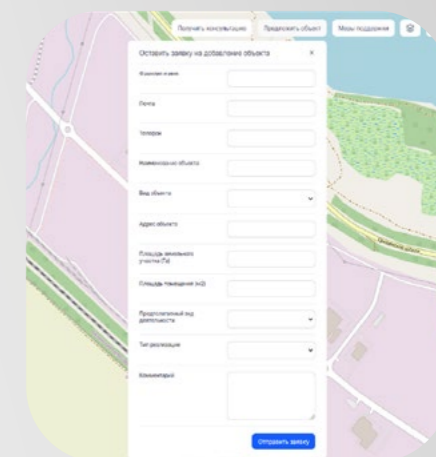 Получить консультацию
Предложить объект
Меры поддержки
Оставить заявку на добавление объекта
×
Фамилия и имя
Почта
Телефон
Наименование объекта
Вид объекта
Адрес объекта
Площадь земельного
участка (Га)
Площадь помещения (м2)
Предполагаемый вид
деятельности
Тип реализации
Комментарий
Отправить заявку